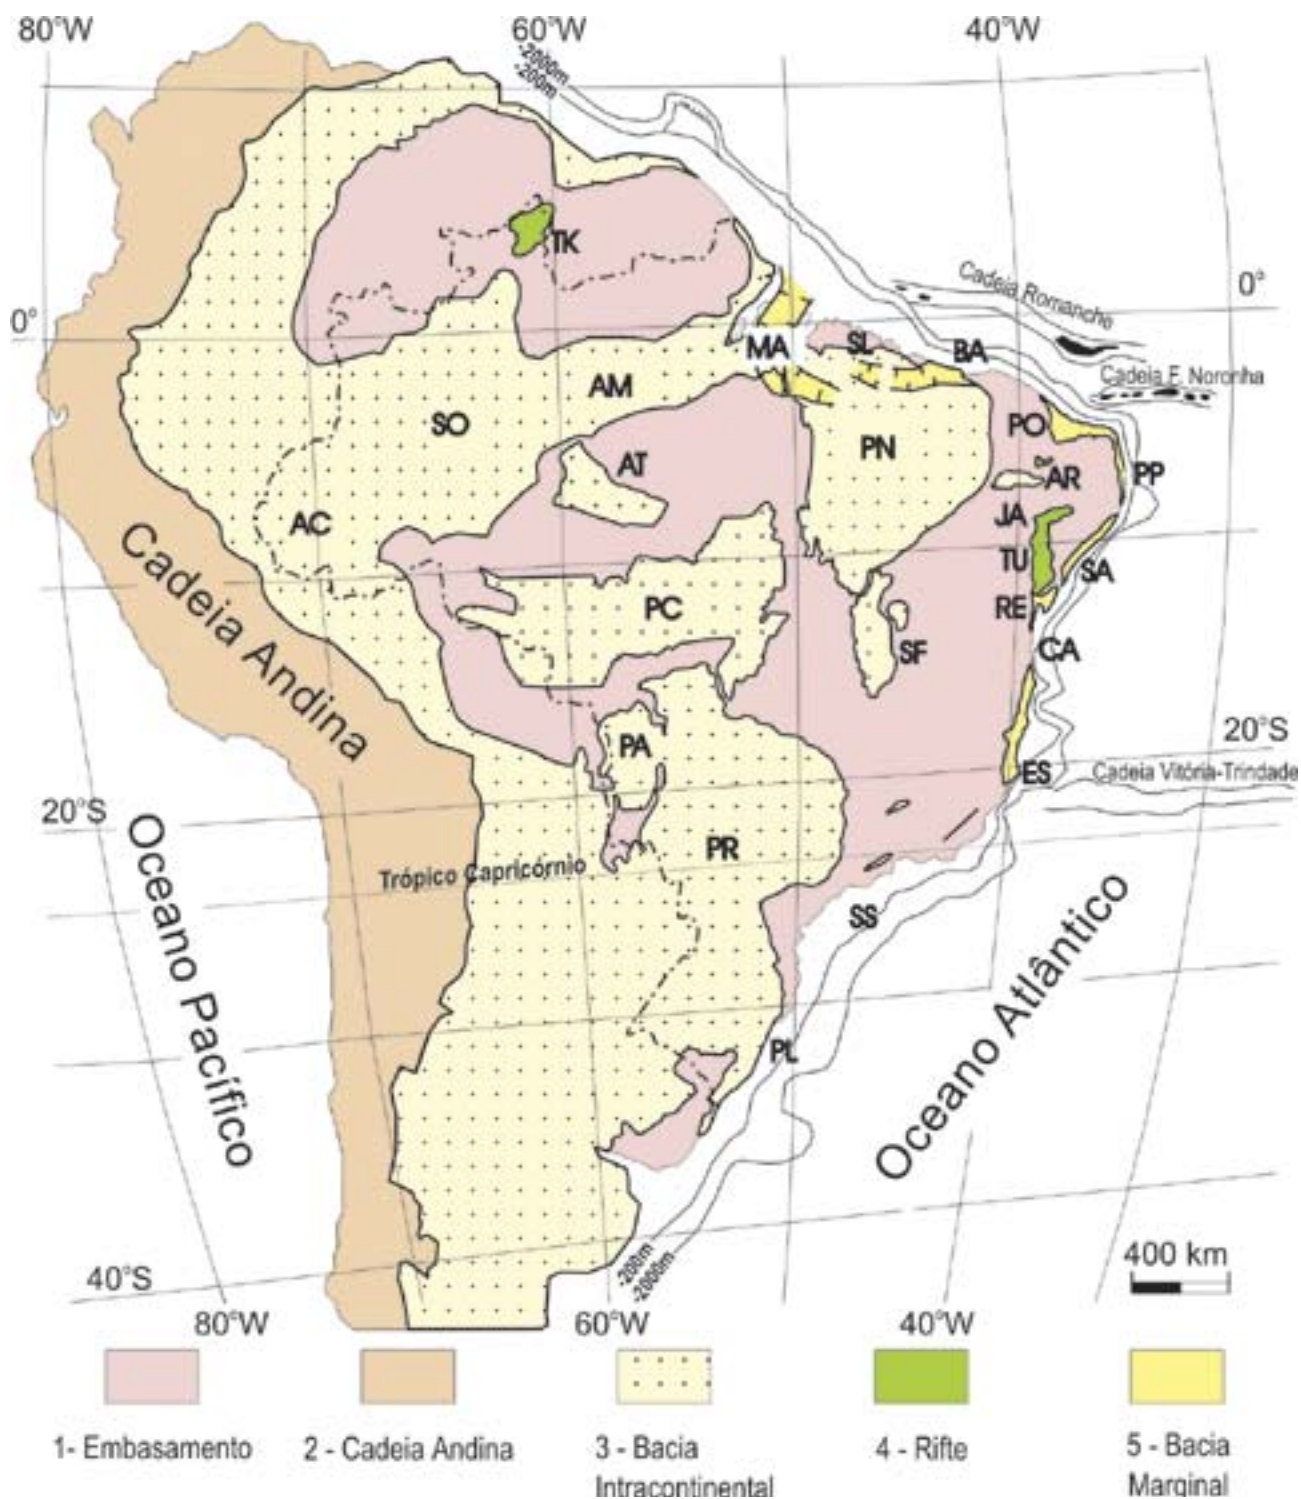 80°W
60°W
40°W
-2000m
-200m
TK
Cadeia Romanche
0°
0°
MA
SL
BA
Cadeia F. Noronha
AM
SO
PO
PN
AT
AR
PP
AC
JA
TU
SA
PC
RE
SF
CA
Cadeia Andina
PA
20°S
ES
Cadeia Vitória-Trindade
20°S
PR
Trópico Capricórnio
SS
Oceano Pacífico
Oceano Atlântico
PL
-200m
-2000m
400 km
40°S
80°W
60°W
40°W
1- Embasamento
2 - Cadeia Andina
3 - Bacia
Intracontinental
4 - Rifte
5 - Bacia
Marginal